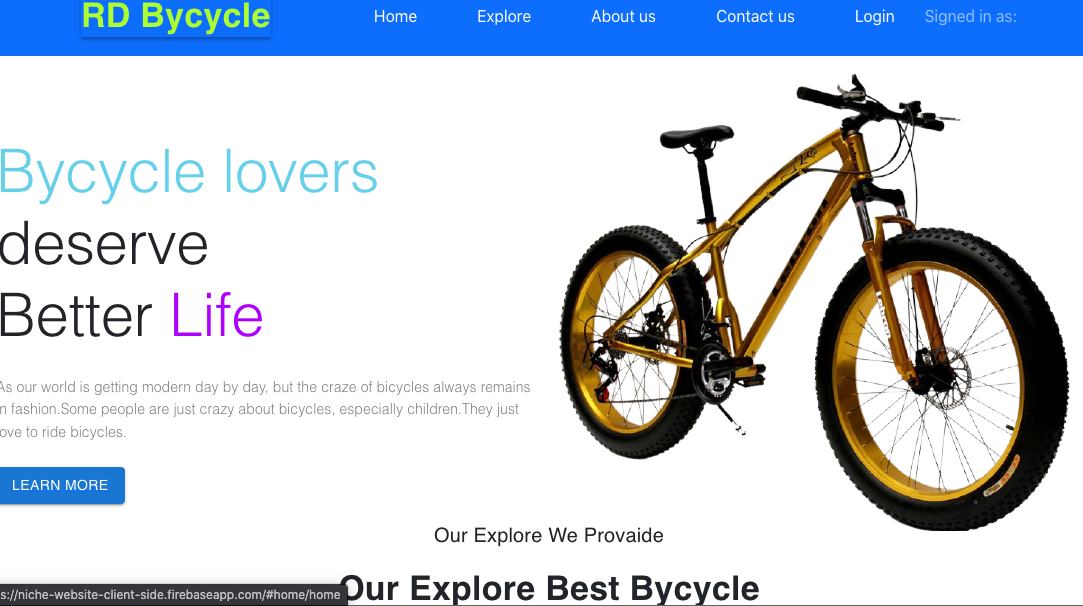 RD Bycycle
Home Explore About us Contact us Login Signed in as:
Bycycle lovers
deserve
Better Life
As our world is getting modern day by day, but the craze of bicycles always remains
in fashion.Some people are just crazy about bicycles, especially children.They just
love to ride bicycles.
LEARN MORE
Our Explore We Provaide
Our Explore Best Bycycle
s://niche-website-client-side.firebaseapp.com/#home/home